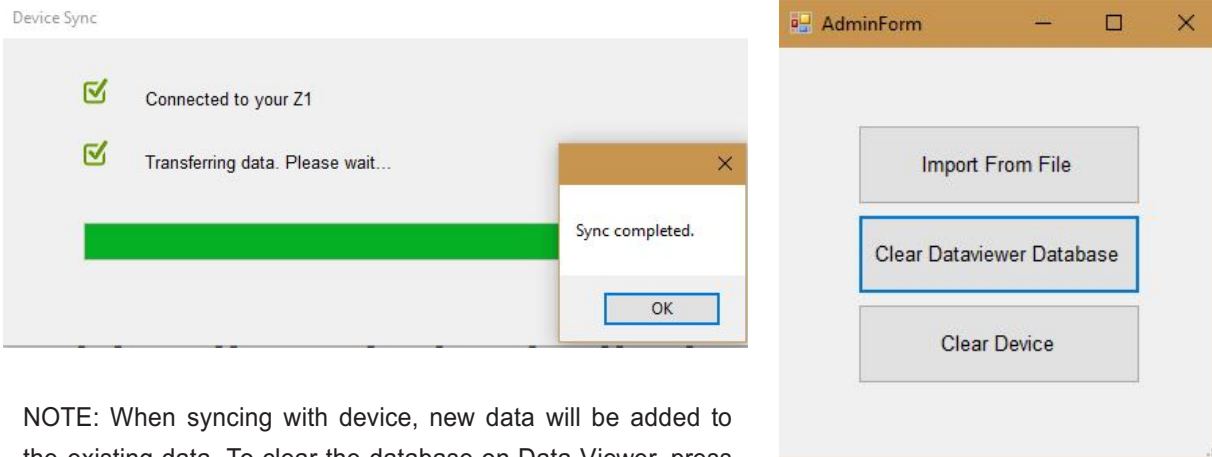 Device Sync
Connected to your Z1
Transferring data. Please wait...
Sync completed.
OK
AdminForm
Import From File
Clear Dataviewer Database
Clear Device
NOTE: When syncing with device, new data will be added to
the existing data. To clear the database on Data Viewer, press